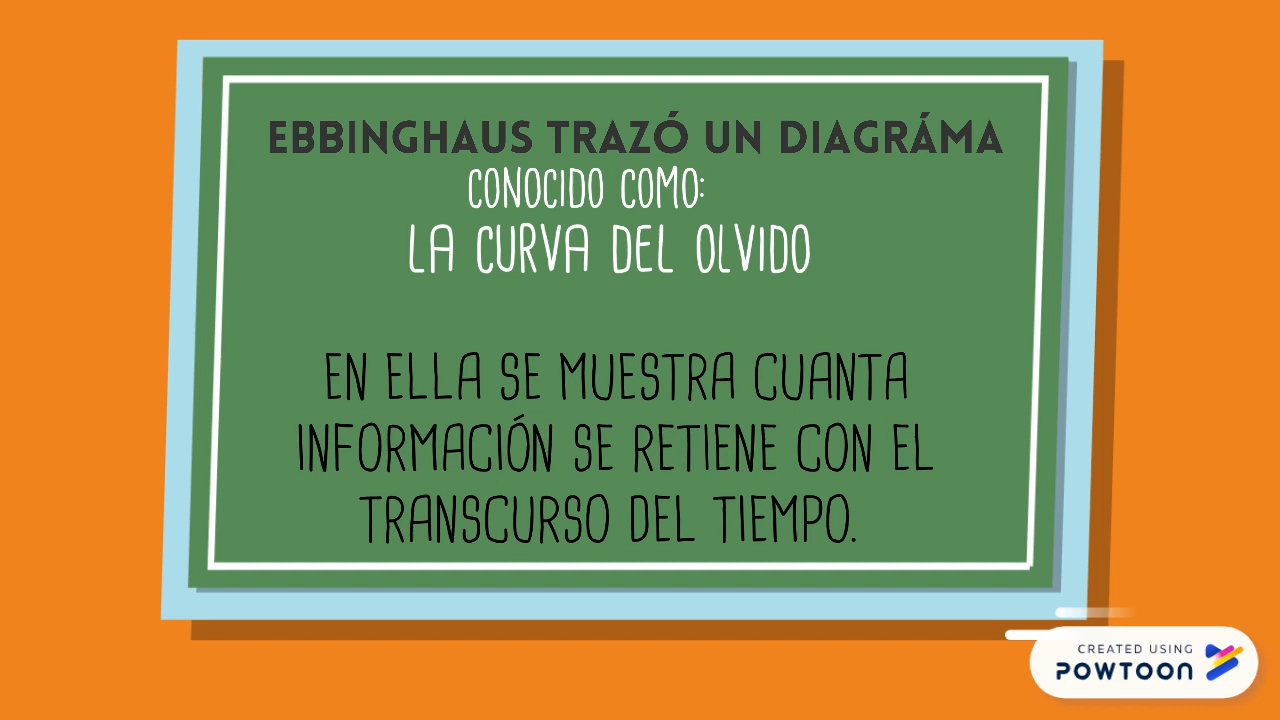 EBBINGHAUS TRAZÓ UN DIAGRÁMA
CONOCIDO COMO:
LA CURVA DEL OLVIDO
EN ELLA SE MUESTRA CUANTA
INFORMACIÓN SE RETIENE CON EL
TRANSCURSO DEL TIEMPO.
CREATED USING
POWTOON